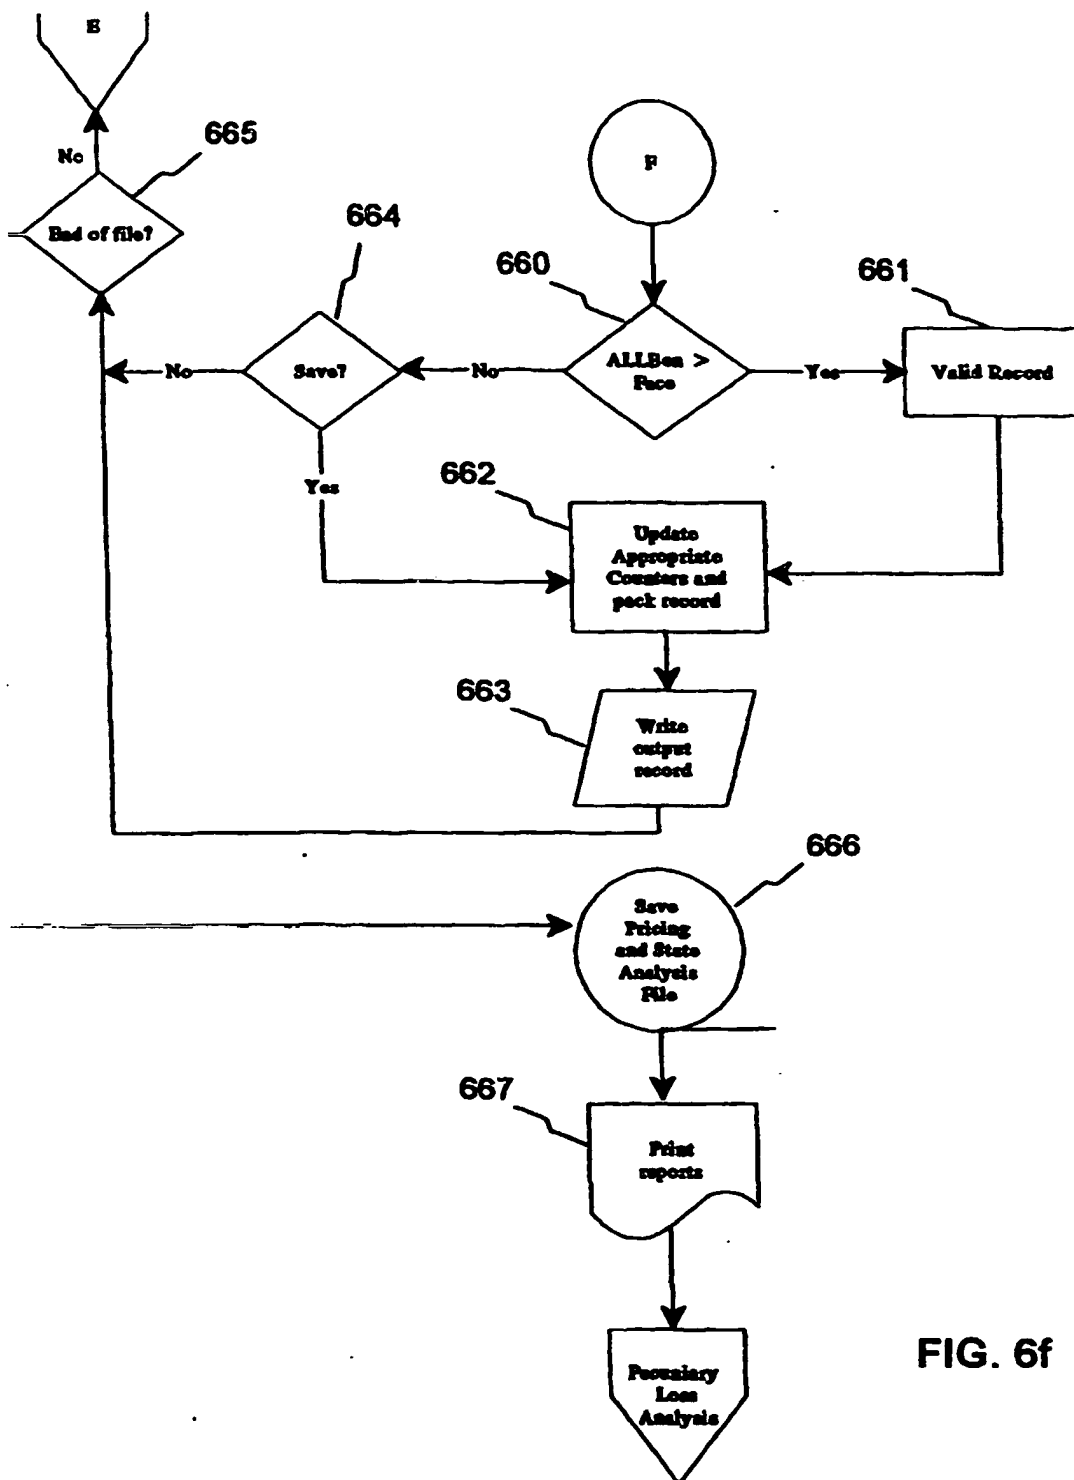 E
No
665
End of file?
664
Save?
No
Yes
F
660
ALLBen >
Face
No
Yes
661
Valid Record
662
Update
Appropriate
Counters and
pack record
663
Write
output
record
666
Save
Pricing
and State
Analysis
File
667
Print
reports
Pecuniary
Loss
Analysis
FIG. 6f